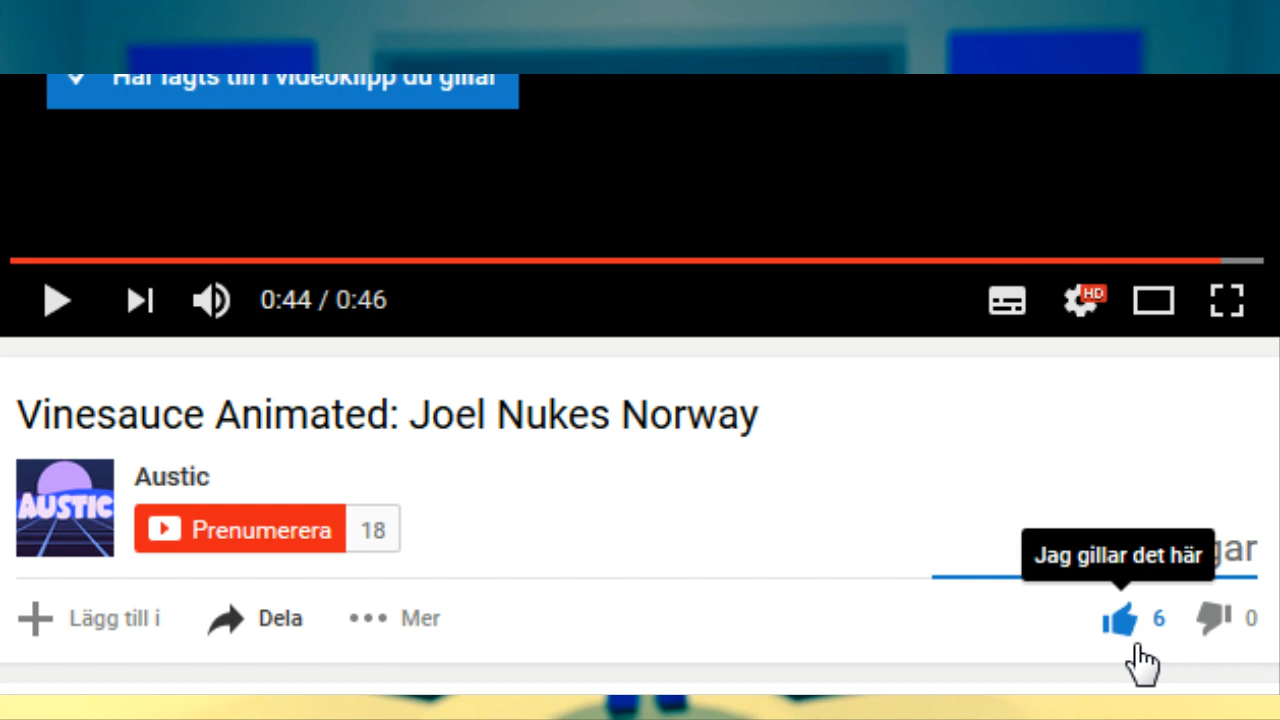 Har lagts till i videoklipp du gillar
0:44 / 0:46
HD
Vinesauce Animated: Joel Nukes Norway
AUSTIC
Austic
Prenumerera 18
Jag gillar det här
gar
Lägg till i Dela Mer 6 0